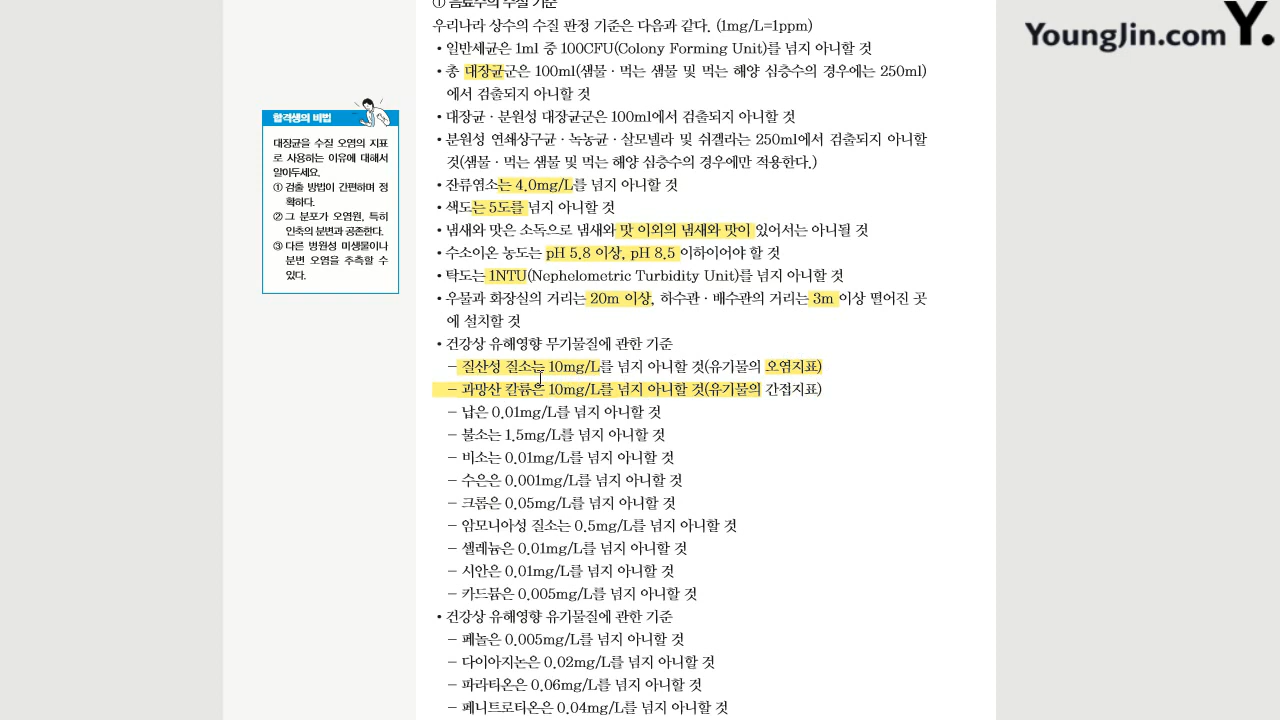 YoungJin.com Y.
① 음료수의 수질 기준
우리나라 상수의 수질 판정 기준은 다음과 같다. (1mg/L=1ppm)
• 일반세균은 1ml 중 100CFU(Colony Forming Unit)를 넘지 아니할 것
• 총 대장균군은 100ml(샘물 · 먹는 샘물 및 먹는 해양 심층수의 경우에는 250ml)
에서 검출되지 아니할 것
• 대장균 · 분원성 대장균군은 100ml에서 검출되지 아니할 것
• 분원성 연쇄상구균 · 녹농균 · 살모넬라 및 쉬겔라는 250ml에서 검출되지 아니할
것(샘물 · 먹는 샘물 및 먹는 해양 심층수의 경우에만 적용한다.)
• 잔류염소는 4.0mg/L를 넘지 아니할 것
• 색도는 5도를 넘지 아니할 것
• 냄새와 맛은 소독으로 냄새와 맛 이외의 냄새와 맛이 있어서는 아니될 것
• 수소이온 농도는 pH 5.8 이상, pH 8.5 이하이어야 할 것
• 탁도는 1NTU(Nephelometric Turbidity Unit)를 넘지 아니할 것
• 우물과 화장실의 거리는 20m 이상, 하수관 · 배수관의 거리는 3m 이상 떨어진 곳
에 설치할 것
• 건강상 유해영향 무기물질에 관한 기준
– 질산성 질소는 10mg/L를 넘지 아니할 것(유기물의 오염지표)
– 과망산 칼륨은 10mg/L를 넘지 아니할 것(유기물의 간접지표)
– 납은 0.01mg/L를 넘지 아니할 것
– 불소는 1.5mg/L를 넘지 아니할 것
– 비소는 0.01mg/L를 넘지 아니할 것
– 수은은 0.001mg/L를 넘지 아니할 것
– 크롬은 0.05mg/L를 넘지 아니할 것
– 암모니아성 질소는 0.5mg/L를 넘지 아니할 것
– 셀레늄은 0.01mg/L를 넘지 아니할 것
– 시안은 0.01mg/L를 넘지 아니할 것
– 카드뮴은 0.005mg/L를 넘지 아니할 것
• 건강상 유해영향 유기물질에 관한 기준
– 페놀은 0.005mg/L를 넘지 아니할 것
– 다이아지논은 0.02mg/L를 넘지 아니할 것
– 파라티온은 0.06mg/L를 넘지 아니할 것
– 페니트로티온은 0.04mg/L를 넘지 아니할 것
합격생의 비법
대장균을 수질 오염의 지표
로 사용하는 이유에 대해서
알아두세요.
① 검출 방법이 간편하며 정
확하다.
② 그 분포가 오염원, 특히
인축의 분변과 공존한다.
③ 다른 병원성 미생물이나
분변 오염을 추측할 수
있다.